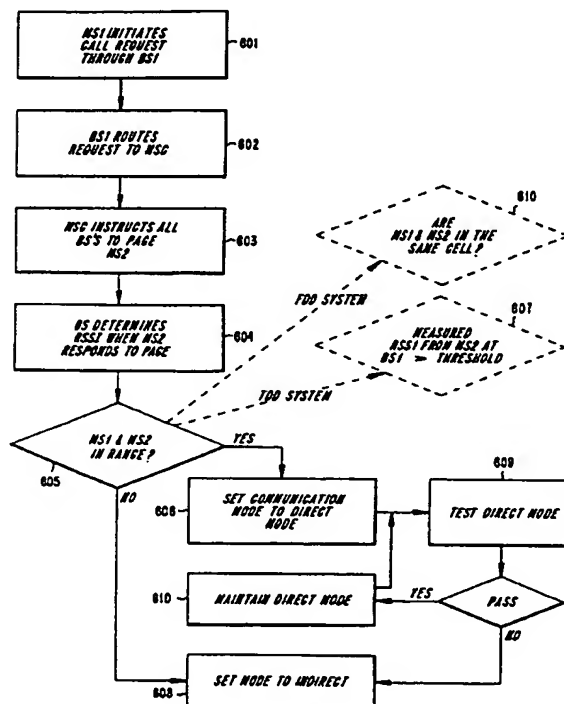 MS1 INITIATES
CALL REQUEST
THROUGH BS1
601
BS1 ROUTES
REQUEST TO MSC
602
MSC INSTRUCTS ALL
BS'S TO PAGE
MS2
603
BS DETERMINES
RSSI WHEN MS2
RESPONDS TO PAGE
604
610
ARE
MS1 & MS2 IN THE
SAME CELL?
FDD SYSTEM
607
MEASURED
RSSI FROM MS2 AT
BS1 > THRESHOLD
TDD SYSTEM
MS1 & MS2
IN RANGE?
605
YES
NO
SET COMMUNICATION
MODE TO DIRECT
MODE
606
609
TEST DIRECT MODE
MAINTAIN DIRECT MODE
610
YES
PASS
NO
SET MODE TO INDIRECT
608